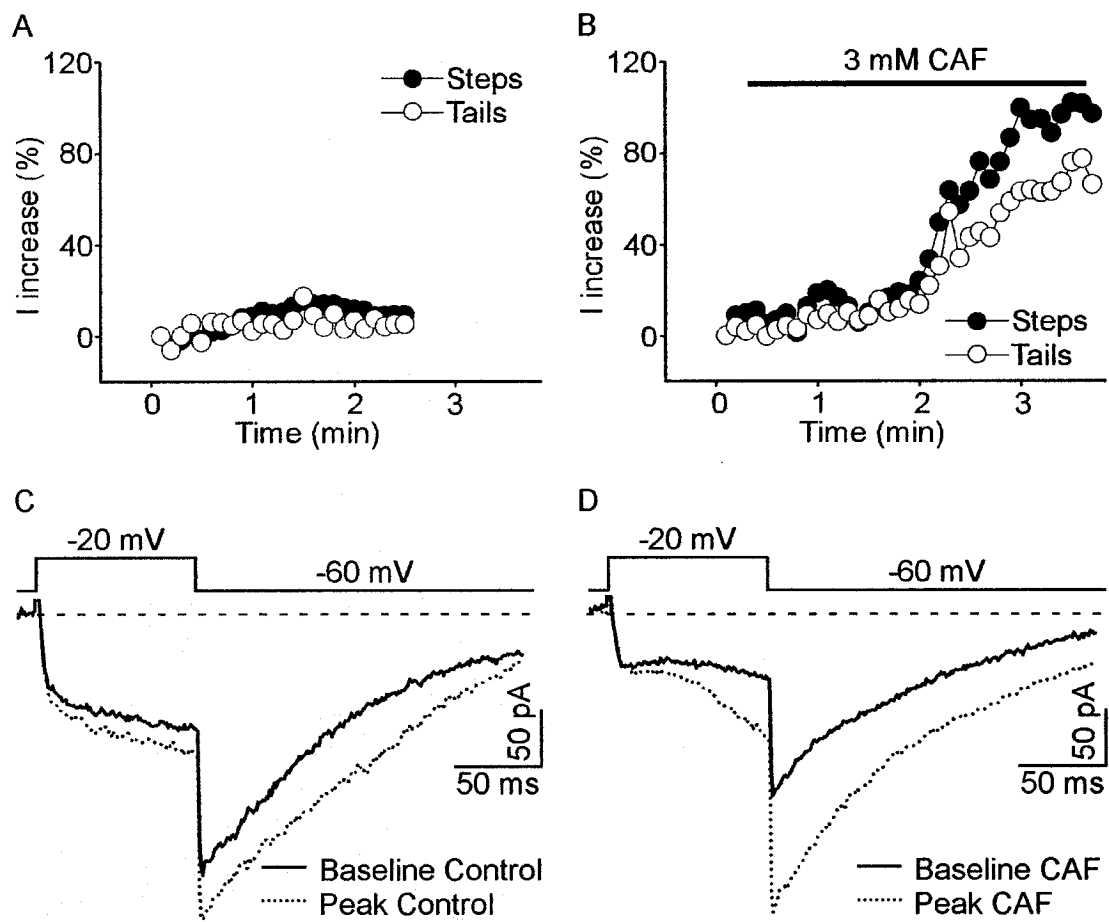 A
I increase (%)
120
80
40
0
Steps
Tails
0 1 2 3
Time (min)
B
I increase (%)
120
80
40
0
3 mM CAF
Steps
Tails
0 1 2 3
Time (min)
C
-20 mV
-60 mV
50 pA
50 ms
Baseline Control
Peak Control
D
-20 mV
-60 mV
50 pA
50 ms
Baseline CAF
Peak CAF